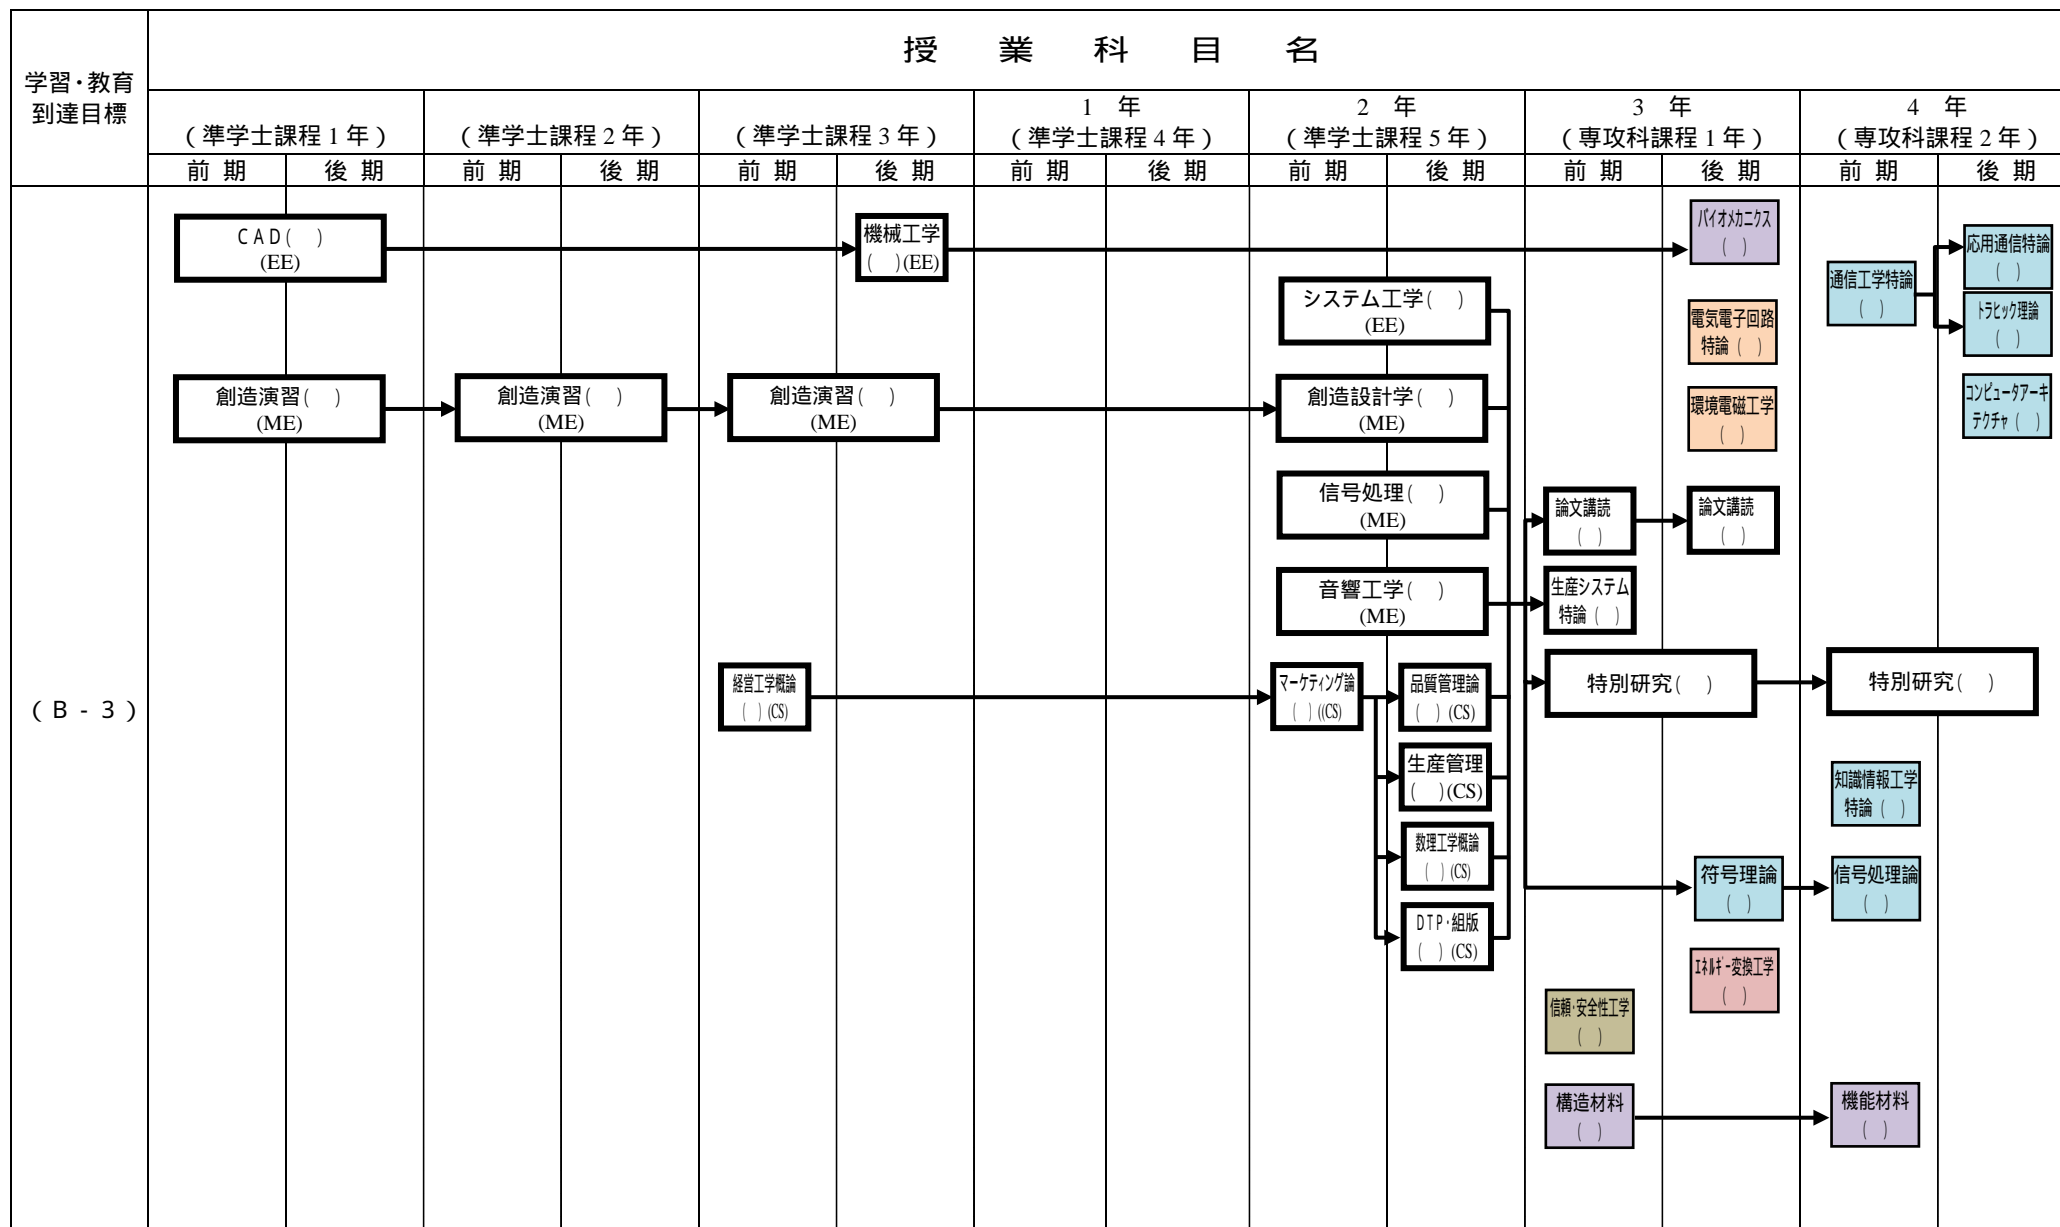 授業科目名
学習・教育
到達目標
1 年
2 年
3 年
4 年
(準学士課程1年)
(準学士課程2年)
(準学士課程3年)
(準学士課程4年)
(準学士課程5年)
(専攻科課程1年)
(専攻科課程2年)
前期
後期
前期
後期
前期
後期
前期
後期
前期
後期
前期
後期
前期
後期
(B-3)
CAD( )
(EE)
機械工学
( )(EE)
バイオメカニクス
( )
通信工学特論
( )
応用通信特論
( )
トラヒック理論
( )
システム工学( )
(EE)
電気電子回路
特論( )
創造演習( )
(ME)
創造演習( )
(ME)
創造演習( )
(ME)
創造設計学( )
(ME)
環境電磁工学
( )
コンピュータアーキ
テクチャ( )
信号処理( )
(ME)
論文講読
( )
論文講読
( )
音響工学( )
(ME)
生産システム
特論( )
経営工学概論
( )(CS)
マーケティング論
( )((CS)
品質管理論
( )(CS)
特別研究( )
特別研究( )
生産管理
( )(CS)
知識情報工学
特論( )
数理工学概論
( )(CS)
符号理論
( )
信号処理論
( )
DTP・組版
( )(CS)
エネルギー変換工学
( )
信頼・安全性工学
( )
構造材料
( )
機能材料
( )